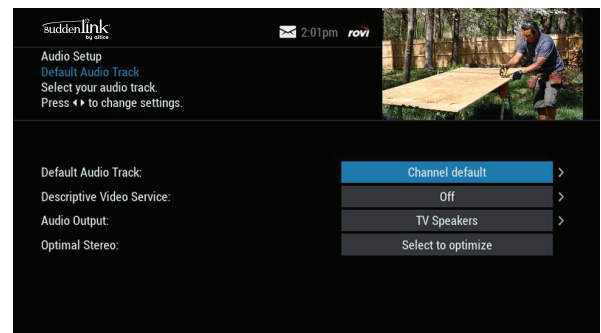 suddenlink
by altice
2:01pm rovi
Audio Setup
Default Audio Track
Select your audio track.
Press ◂ ▸ to change settings.
Default Audio Track: Channel default >
Descriptive Video Service: Off >
Audio Output: TV Speakers >
Optimal Stereo: Select to optimize